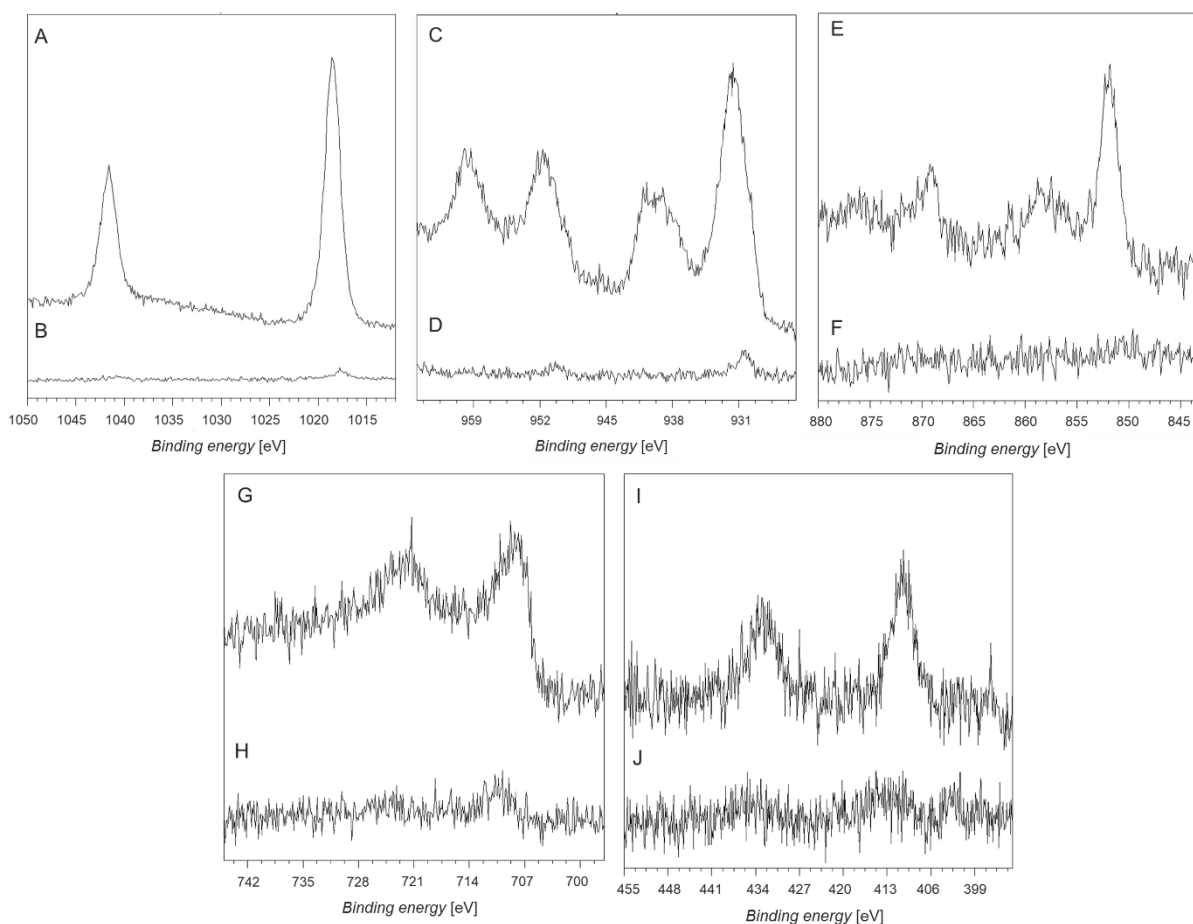 A
B
1050 1045 1040 1035 1030 1025 1020 1015
Binding energy [eV]
C
D
959 952 945 938 931
Binding energy [eV]
E
F
880 875 870 865 860 855 850 845
Binding energy [eV]
G
H
742 735 728 721 714 707 700
Binding energy [eV]
I
J
455 448 441 434 427 420 413 406 399
Binding energy [eV]